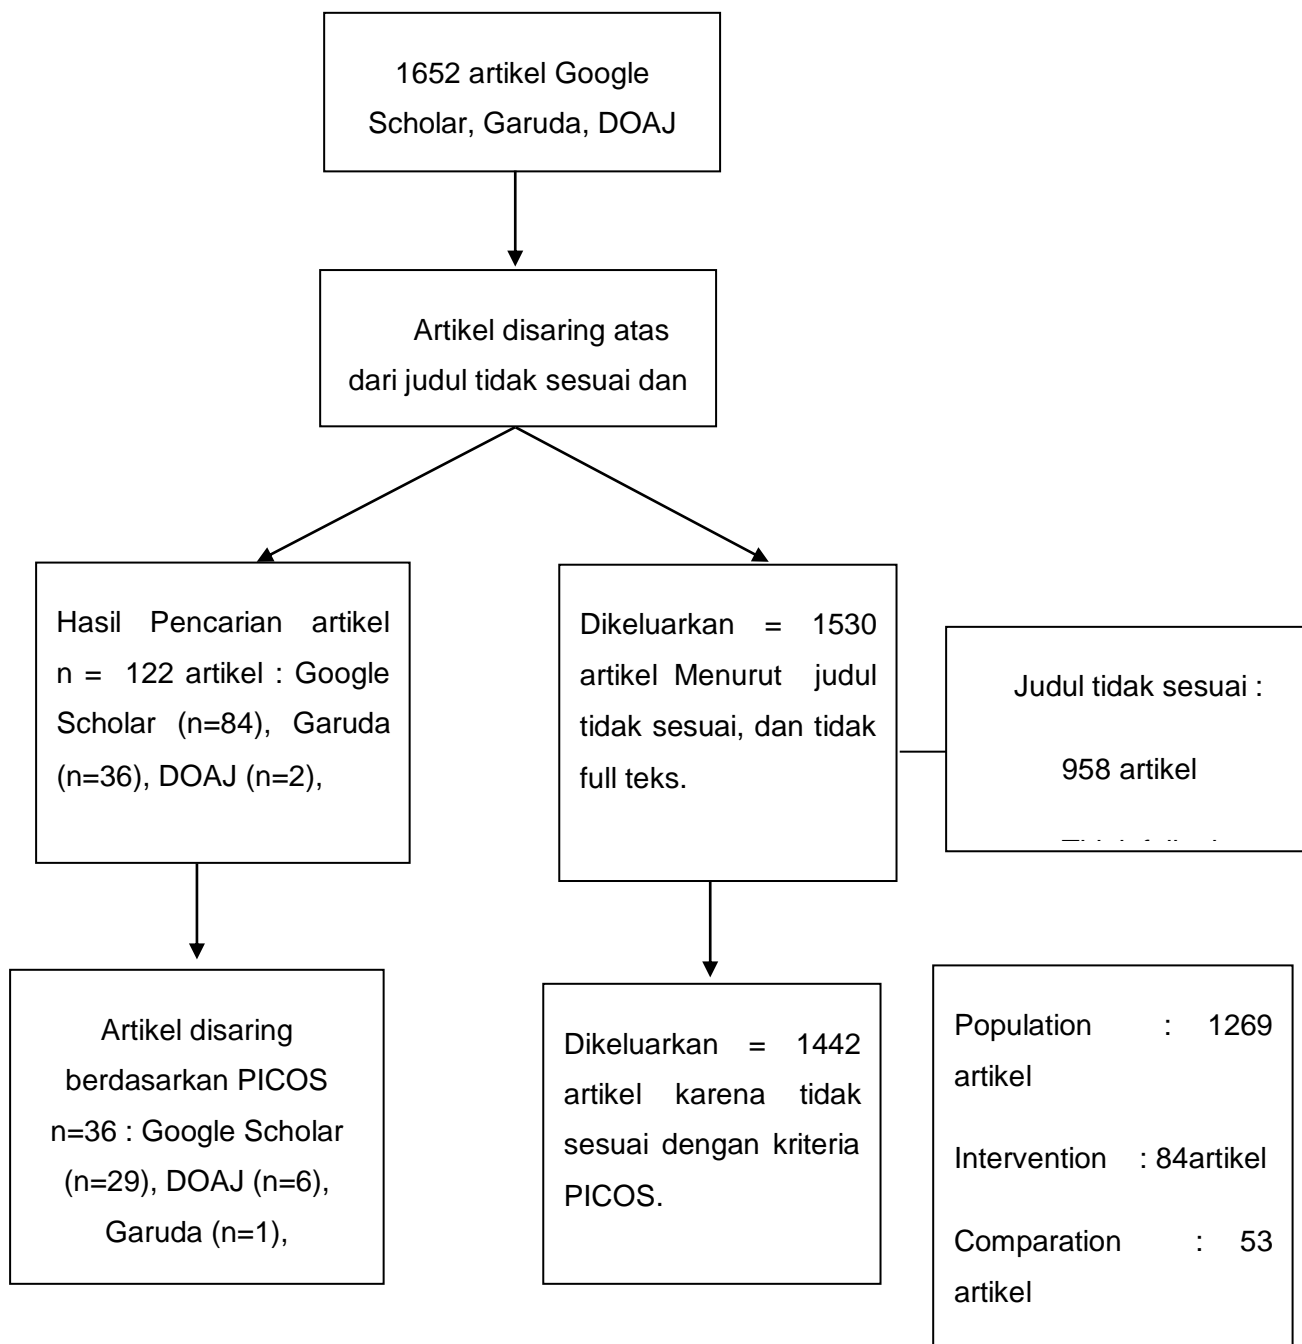 1652 artikel Google
Scholar, Garuda, DOAJ
Artikel disaring atas
dari judul tidak sesuai dan
Hasil Pencarian artikel
n = 122 artikel : Google
Scholar (n=84), Garuda
(n=36), DOAJ (n=2),
Dikeluarkan = 1530
artikel Menurut judul
tidak sesuai, dan tidak
full teks.
Judul tidak sesuai :
958 artikel
Artikel disaring
berdasarkan PICOS
n=36 : Google Scholar
(n=29), DOAJ (n=6),
Garuda (n=1),
Dikeluarkan = 1442
artikel karena tidak
sesuai dengan kriteria
PICOS.
Population : 1269
artikel
Intervention : 84artikel
Comparation : 53
artikel